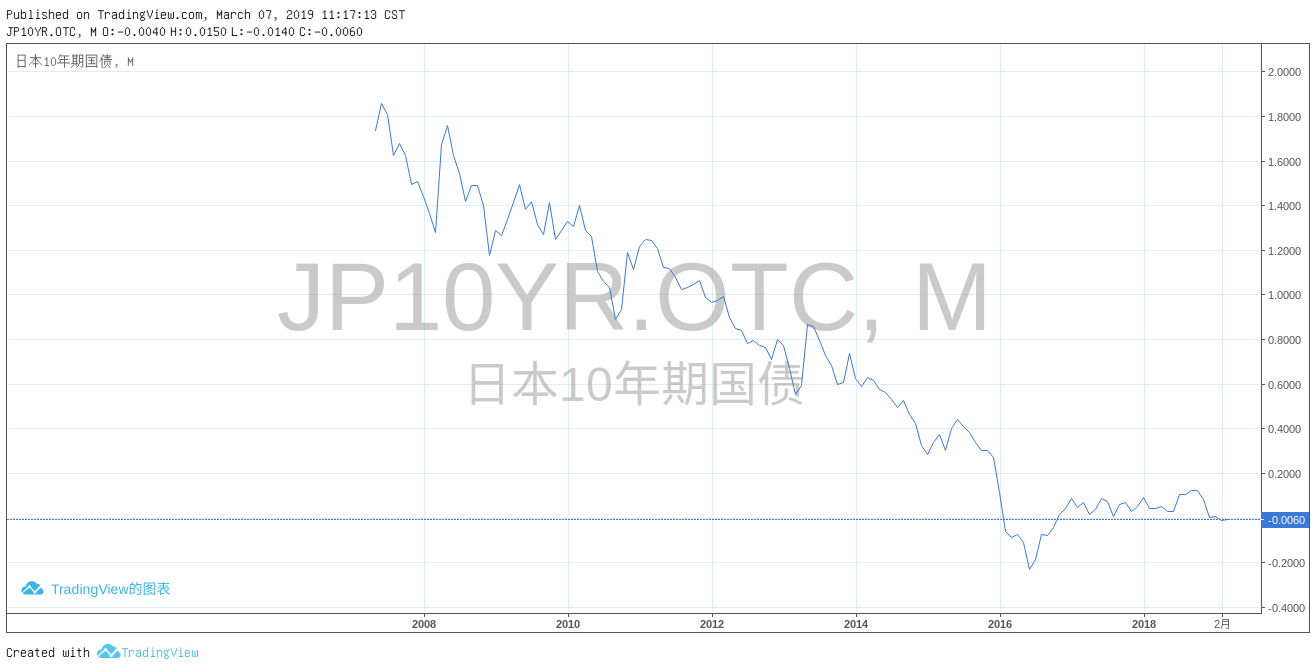 Published on TradingView.com, March 07, 2019 11:17:13 CST
JP10YR.OTC, M O:-0.0040 H:0.0150 L:-0.0140 C:-0.0060
日本10年期国债, M
2.0000
1.8000
1.6000
1.4000
1.2000
1.0000
0.8000
0.6000
0.4000
0.2000
-0.0060
-0.2000
-0.4000
JP10YR.OTC, M
日本10年期国债
TradingView的图表
2008 2010 2012 2014 2016 2018 2月
Created with TradingView